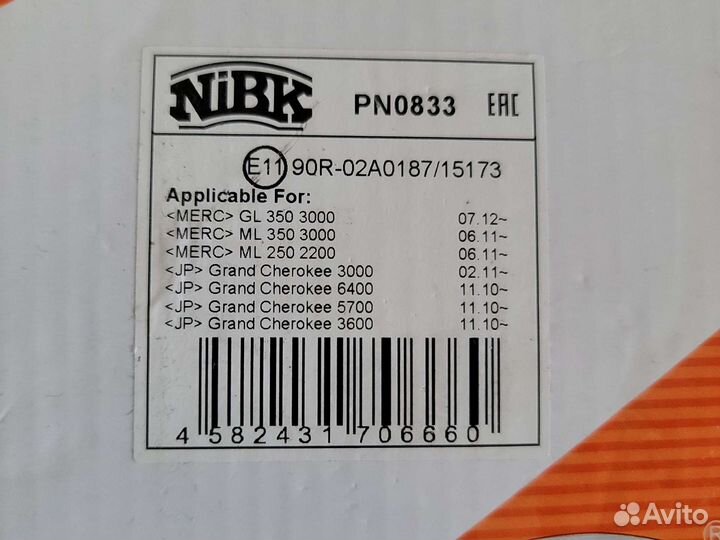 NiBK PN0833 EAC
E11 90R-02A0187/15173
Applicable For:
<MERC> GL 350 3000 07.12~
<MERC> ML 350 3000 06.11~
<MERC> ML 250 2200 06.11~
<JP> Grand Cherokee 3000 02.11~
<JP> Grand Cherokee 6400 11.10~
<JP> Grand Cherokee 5700 11.10~
<JP> Grand Cherokee 3600 11.10~
4 582431 706660
Avito
®